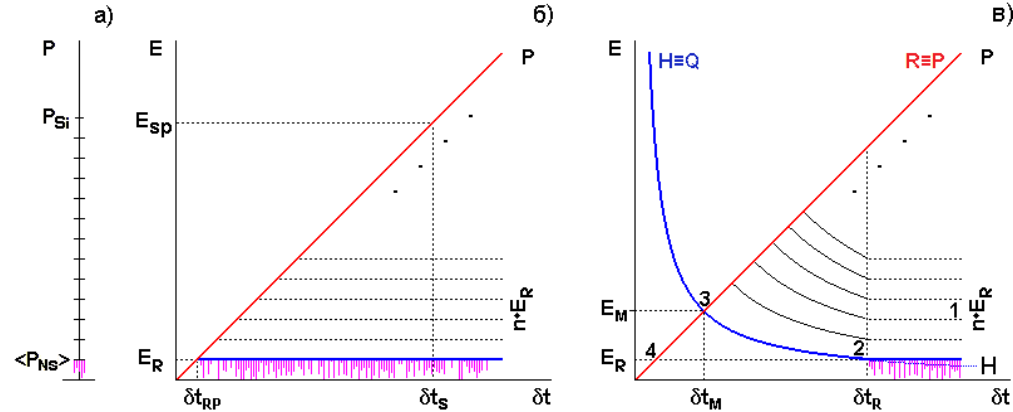 а)
P
P_Si
<P_NS>
б)
E
P
E_sp
E_R
n·E_R
δt_RP
δt_S
δt
в)
E
H≡Q
R≡P
P
E_M
E_R
1
2
3
4
n·E_R
H
δt_M
δt_R
δt